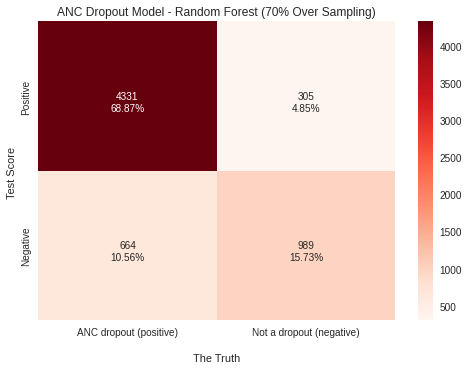 ANC Dropout Model - Random Forest (70% Over Sampling)
Test Score
Positive
Negative
4331
68.87%
305
4.85%
664
10.56%
989
15.73%
ANC dropout (positive)
Not a dropout (negative)
The Truth
4000
3500
3000
2500
2000
1500
1000
500